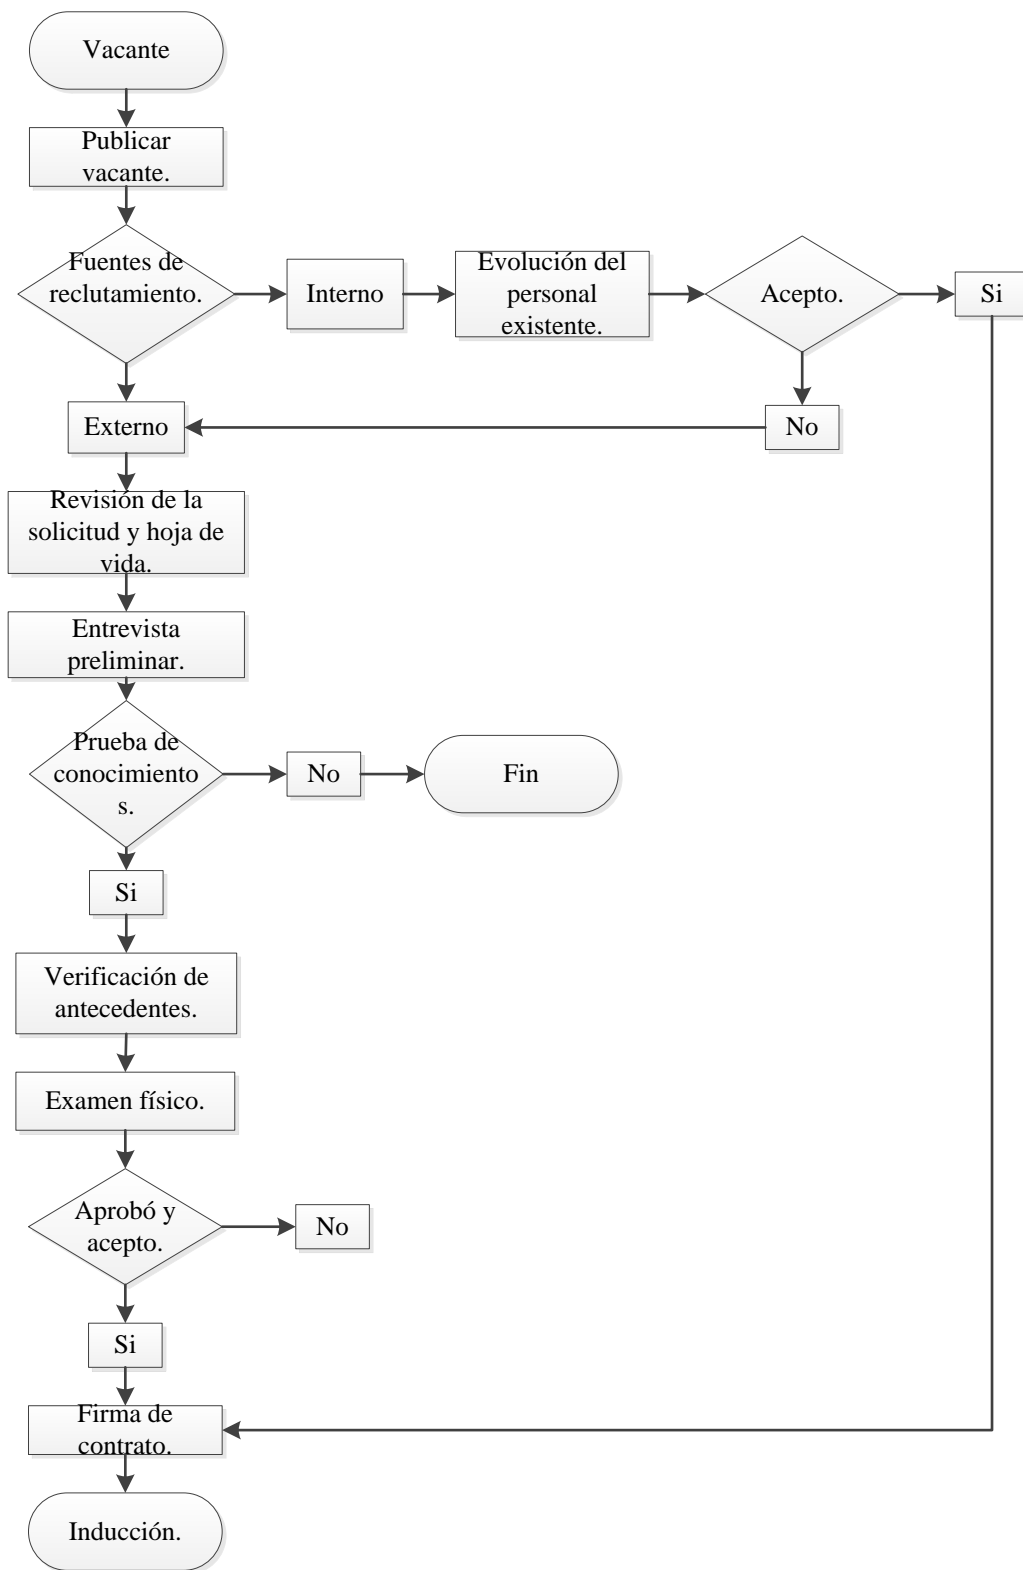 Vacante
Publicar
vacante.
Fuentes de
reclutamiento.
Interno
Evolución del
personal
existente.
Acepto.
Si
Externo
No
Revisión de la
solicitud y hoja de
vida.
Entrevista
preliminar.
Prueba de
conocimiento
s.
No
Fin
Si
Verificación de
antecedentes.
Examen físico.
Aprobó y
acepto.
No
Si
Firma de
contrato.
Inducción.